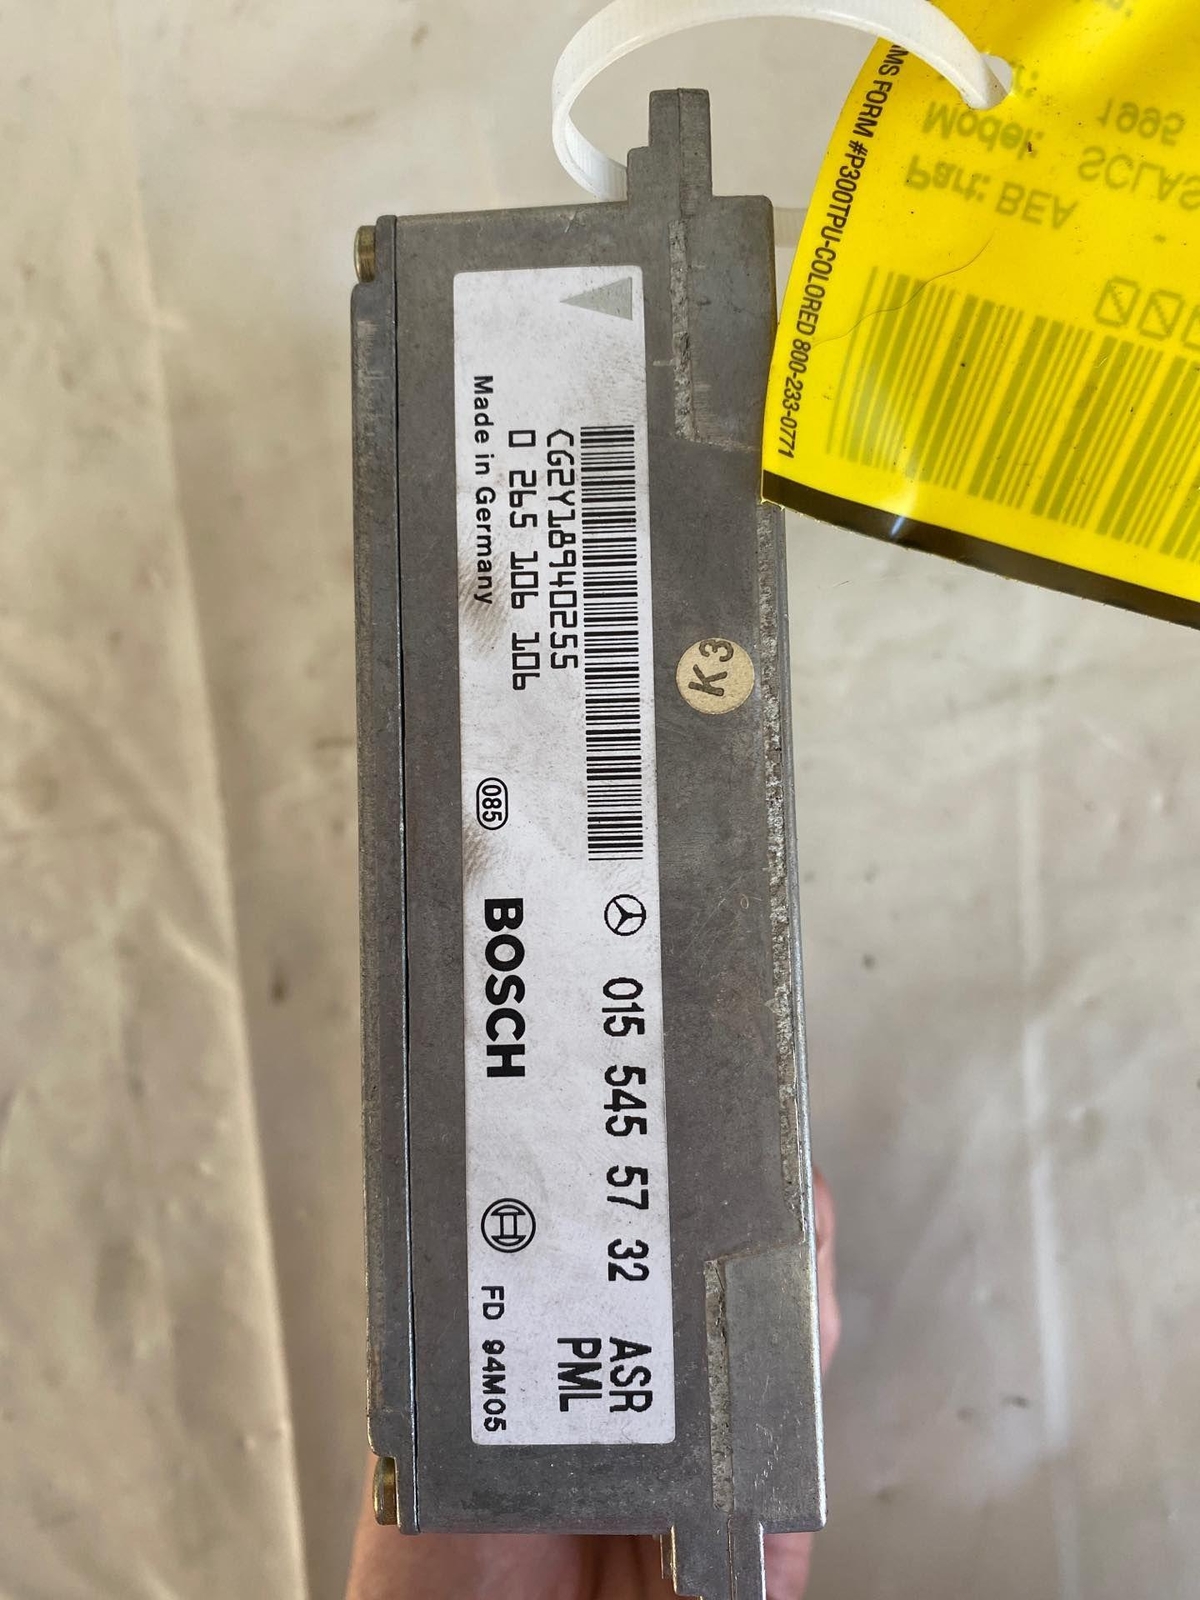 015 545 57 32 ASR
PML
CG2Y18940255
0 265 106 106
Made in Germany
085
BOSCH
FD 94M05
K3
MMS FORM #P300TPU-COLORED 800-233-0771
Model: 1995
Part: BEA SCLAS